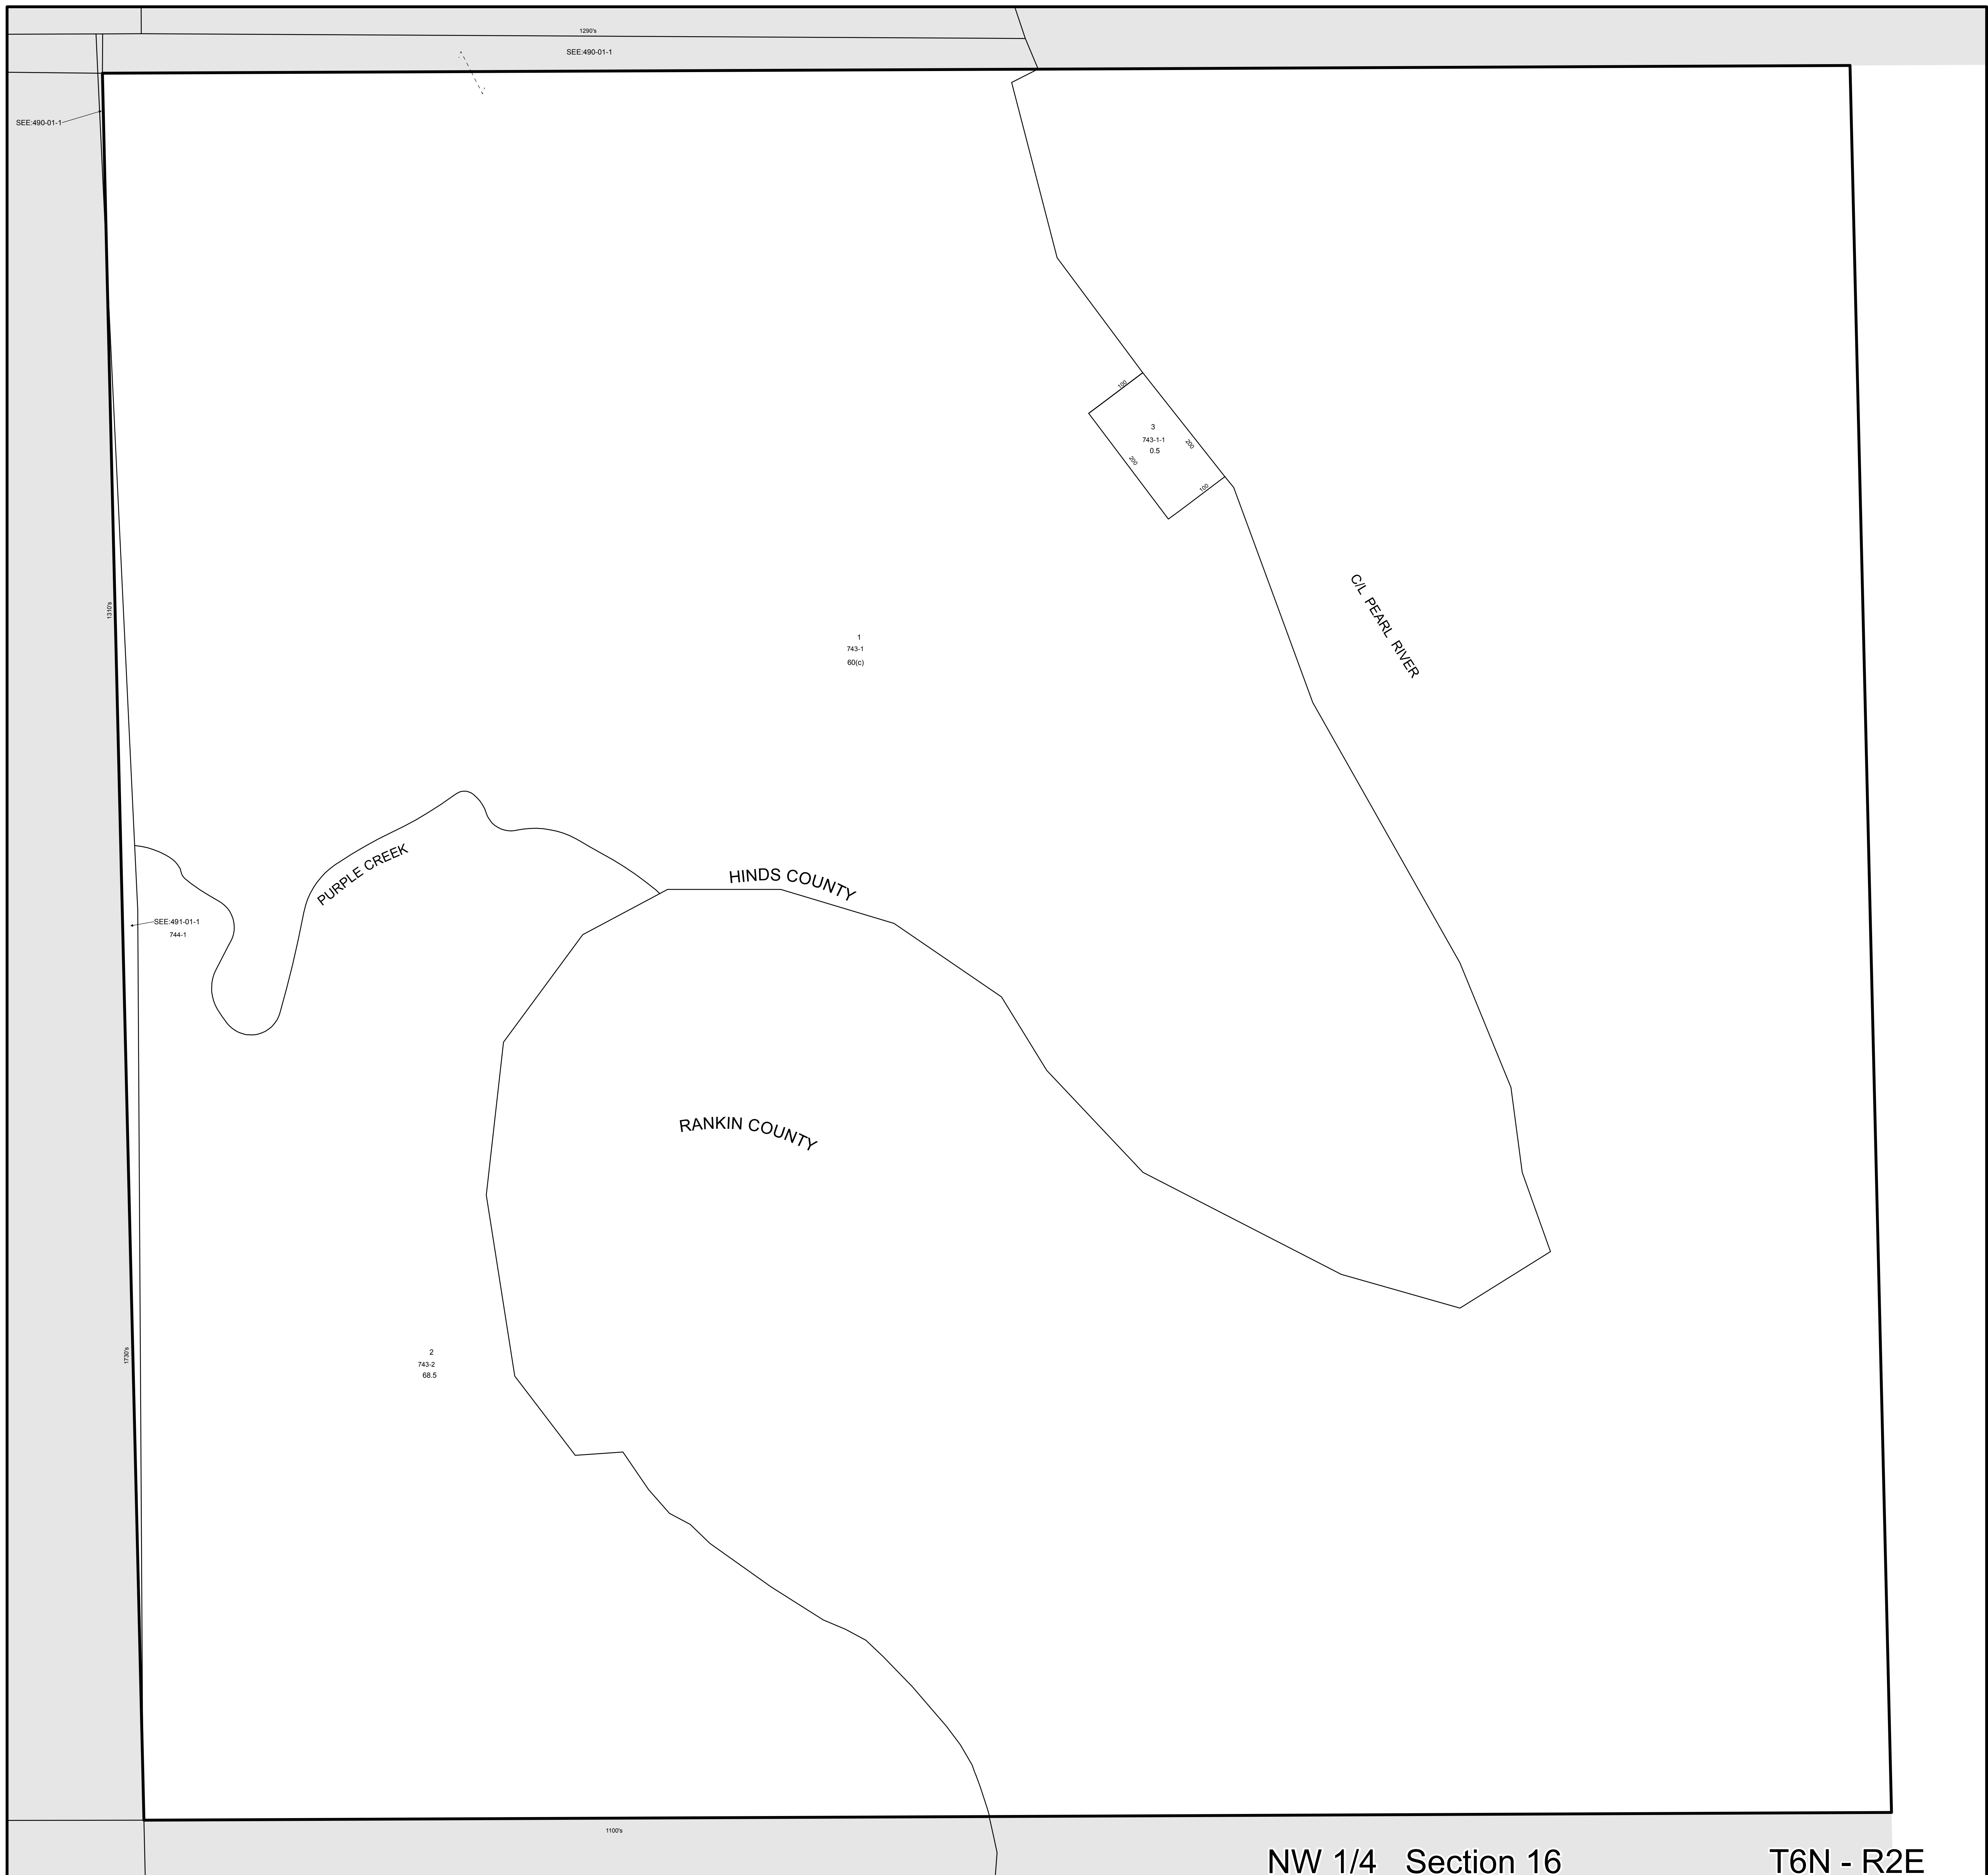 1290's
SEE:490-01-1
SEE:490-01-1
100
3
743-1-1
0.5
200
200
100
C/L PEARL RIVER
1310's
1
743-1
60(c)
PURPLE CREEK
HINDS COUNTY
SEE:491-01-1
744-1
RANKIN COUNTY
1730's
2
743-2
68.5
1100's
NW 1/4 Section 16
T6N - R2E